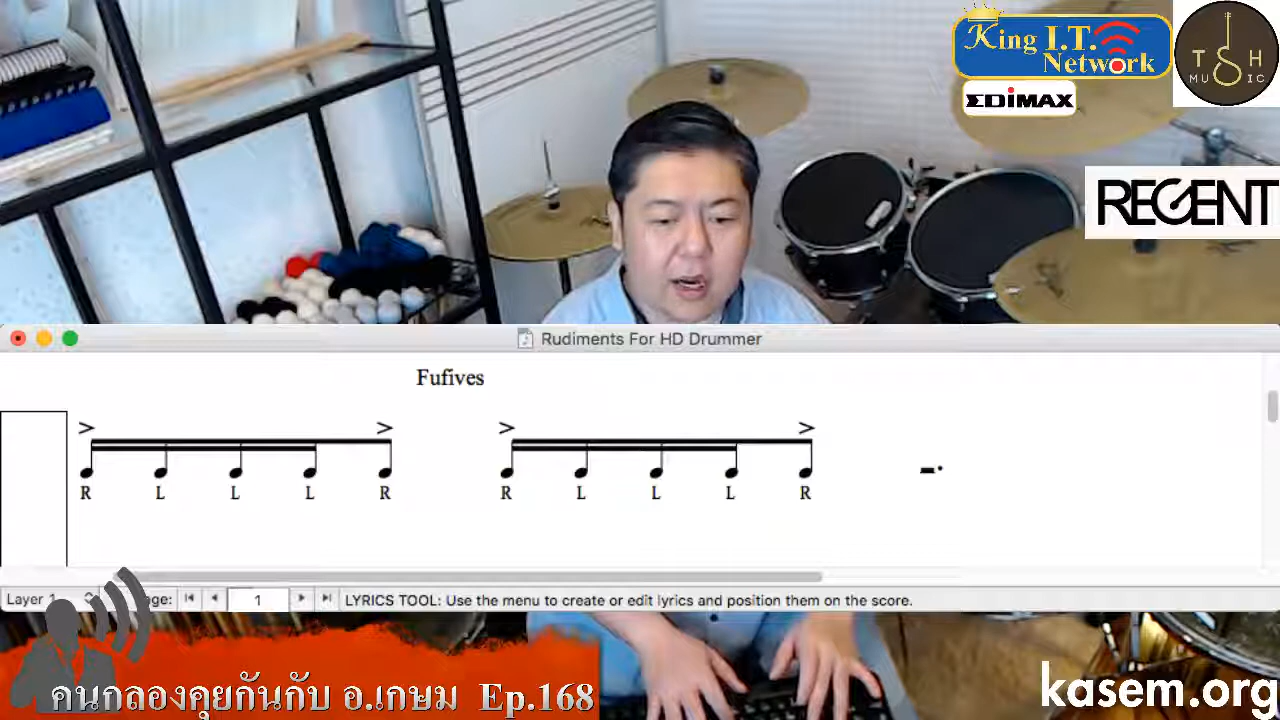 King I.T.
Network
EDIMAX
T S H
MUSIC
REGENT
Rudiments For HD Drummer
Fufives
> > > >
R L L L R R L L L R
Layer 1 age: 1 LYRICS TOOL: Use the menu to create or edit lyrics and position them on the score.
คนกลองคุยกันกับ อ.เกษม Ep.168
kasem.org